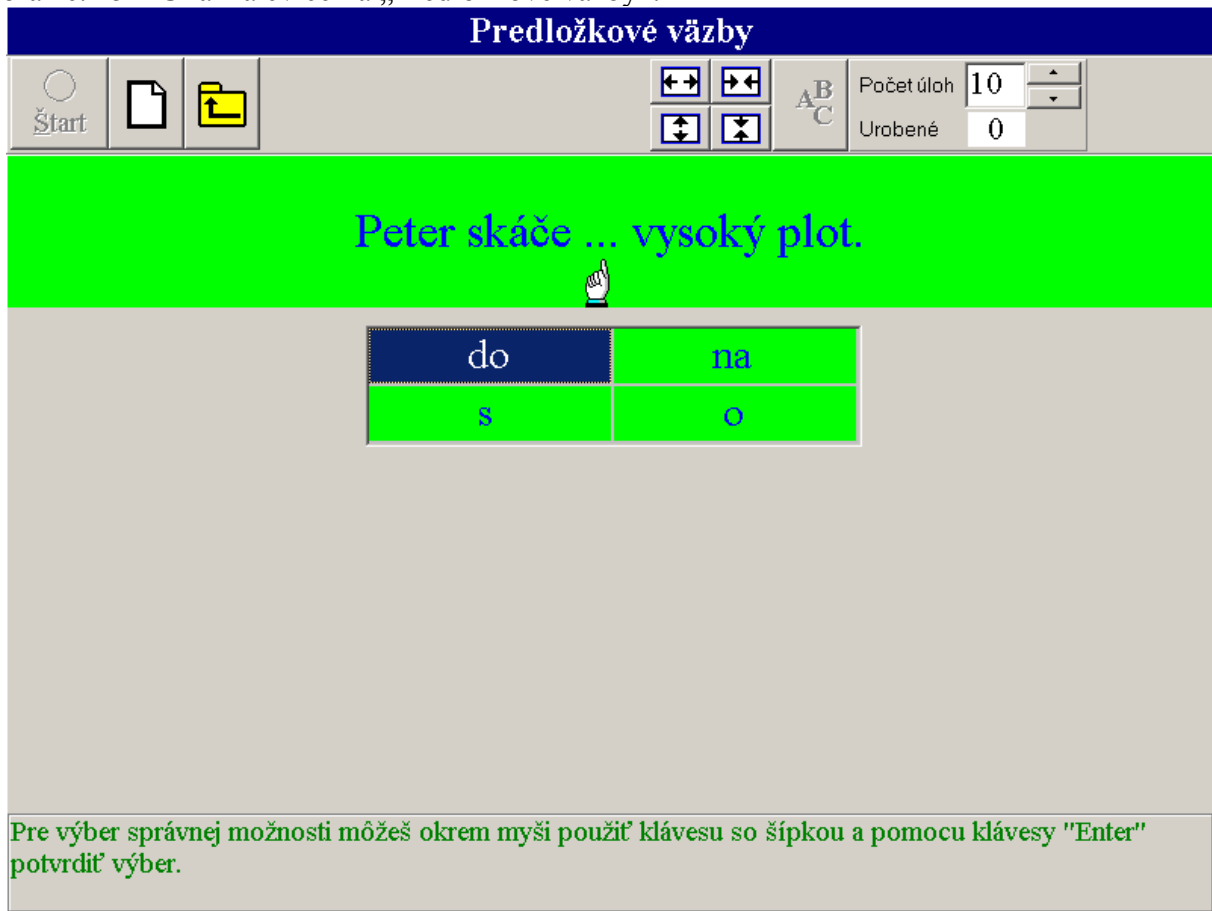 Predložkové väzby
Štart
ABC
Počet úloh 10
Urobené 0
Peter skáče ... vysoký plot.
do na
s o
Pre výber správnej možnosti môžeš okrem myši použiť klávesu so šípkou a pomocu klávesy "Enter"
potvrdiť výber.